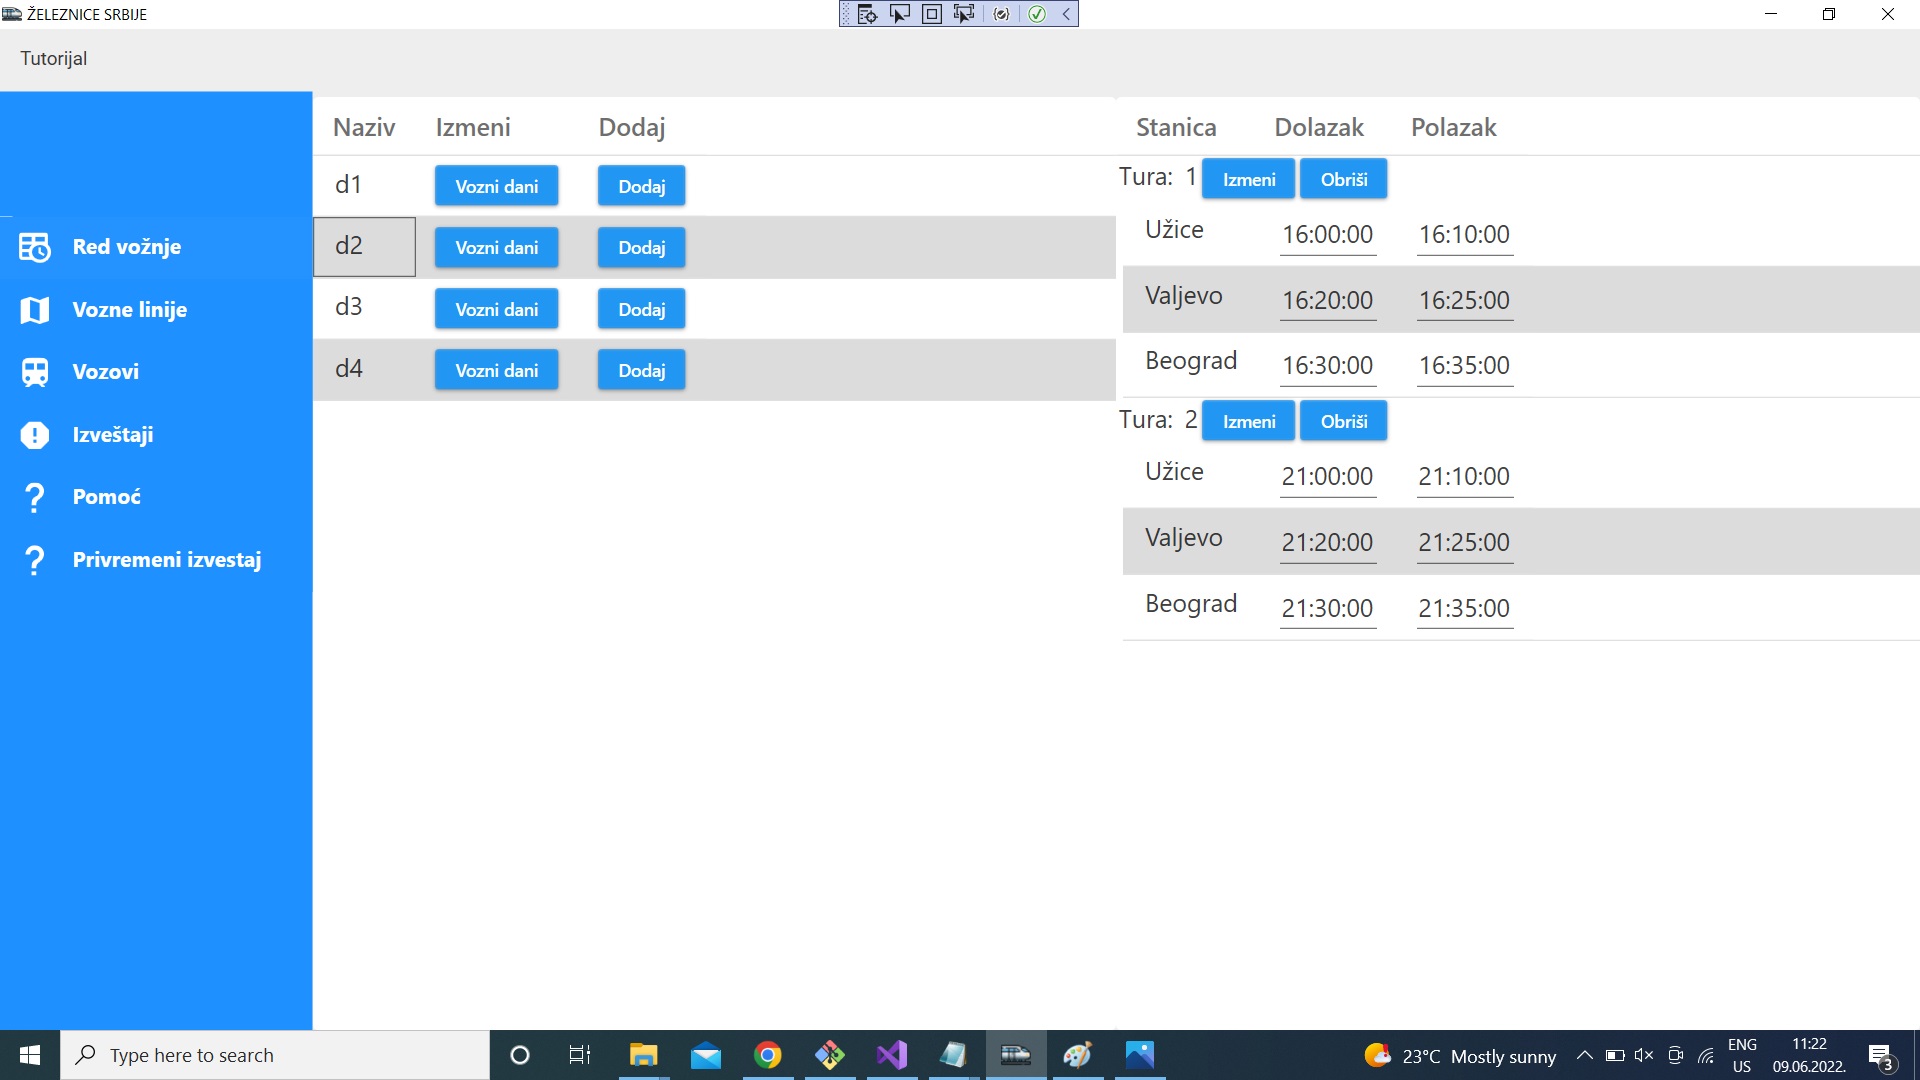 ŽELEZNICE SRBIJE
Tutorijal
Red vožnje
Vozne linije
Vozovi
Izveštaji
Pomoć
Privremeni izvestaj
Naziv Izmeni Dodaj
d1 Vozni dani Dodaj
d2 Vozni dani Dodaj
d3 Vozni dani Dodaj
d4 Vozni dani Dodaj
Stanica Dolazak Polazak
Tura: 1 Izmeni Obriši
Užice 16:00:00 16:10:00
Valjevo 16:20:00 16:25:00
Beograd 16:30:00 16:35:00
Tura: 2 Izmeni Obriši
Užice 21:00:00 21:10:00
Valjevo 21:20:00 21:25:00
Beograd 21:30:00 21:35:00
Type here to search
23°C Mostly sunny
ENG
US
11:22
09.06.2022.
3